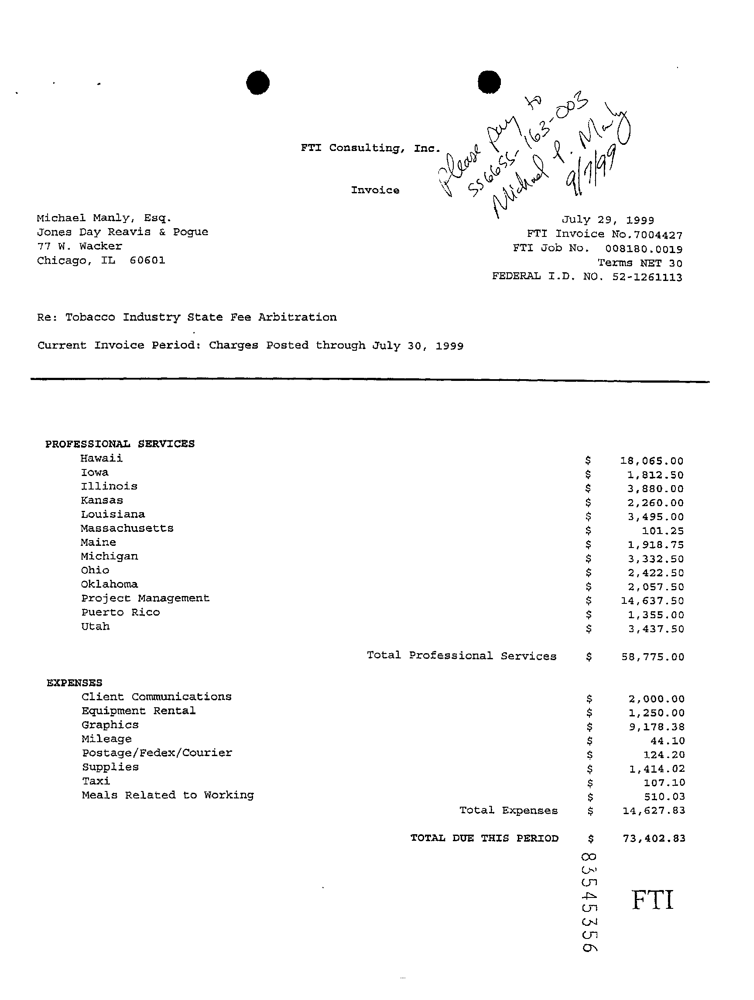 Please pay to
556655-163-003
Michael P. Manly
9/7/99
FTI Consulting, Inc.
Invoice
Michael Manly, Esq.
Jones Day Reavis & Pogue
77 W. Wacker
Chicago, IL 60601
July 29, 1999
FTI Invoice No.7004427
FTI Job No. 008180.0019
Terms NET 30
FEDERAL I.D. NO. 52-1261113
Re: Tobacco Industry State Fee Arbitration
Current Invoice Period: Charges Posted through July 30, 1999
PROFESSIONAL SERVICES
Hawaii $ 18,065.00
Iowa $ 1,812.50
Illinois $ 3,880.00
Kansas $ 2,260.00
Louisiana $ 3,495.00
Massachusetts $ 101.25
Maine $ 1,918.75
Michigan $ 3,332.50
Ohio $ 2,422.50
Oklahoma $ 2,057.50
Project Management $ 14,637.50
Puerto Rico $ 1,355.00
Utah $ 3,437.50
Total Professional Services $ 58,775.00
EXPENSES
Client Communications $ 2,000.00
Equipment Rental $ 1,250.00
Graphics $ 9,178.38
Mileage $ 44.10
Postage/Fedex/Courier $ 124.20
Supplies $ 1,414.02
Taxi $ 107.10
Meals Related to Working $ 510.03
Total Expenses $ 14,627.83
TOTAL DUE THIS PERIOD $ 73,402.83
83545356
FTI